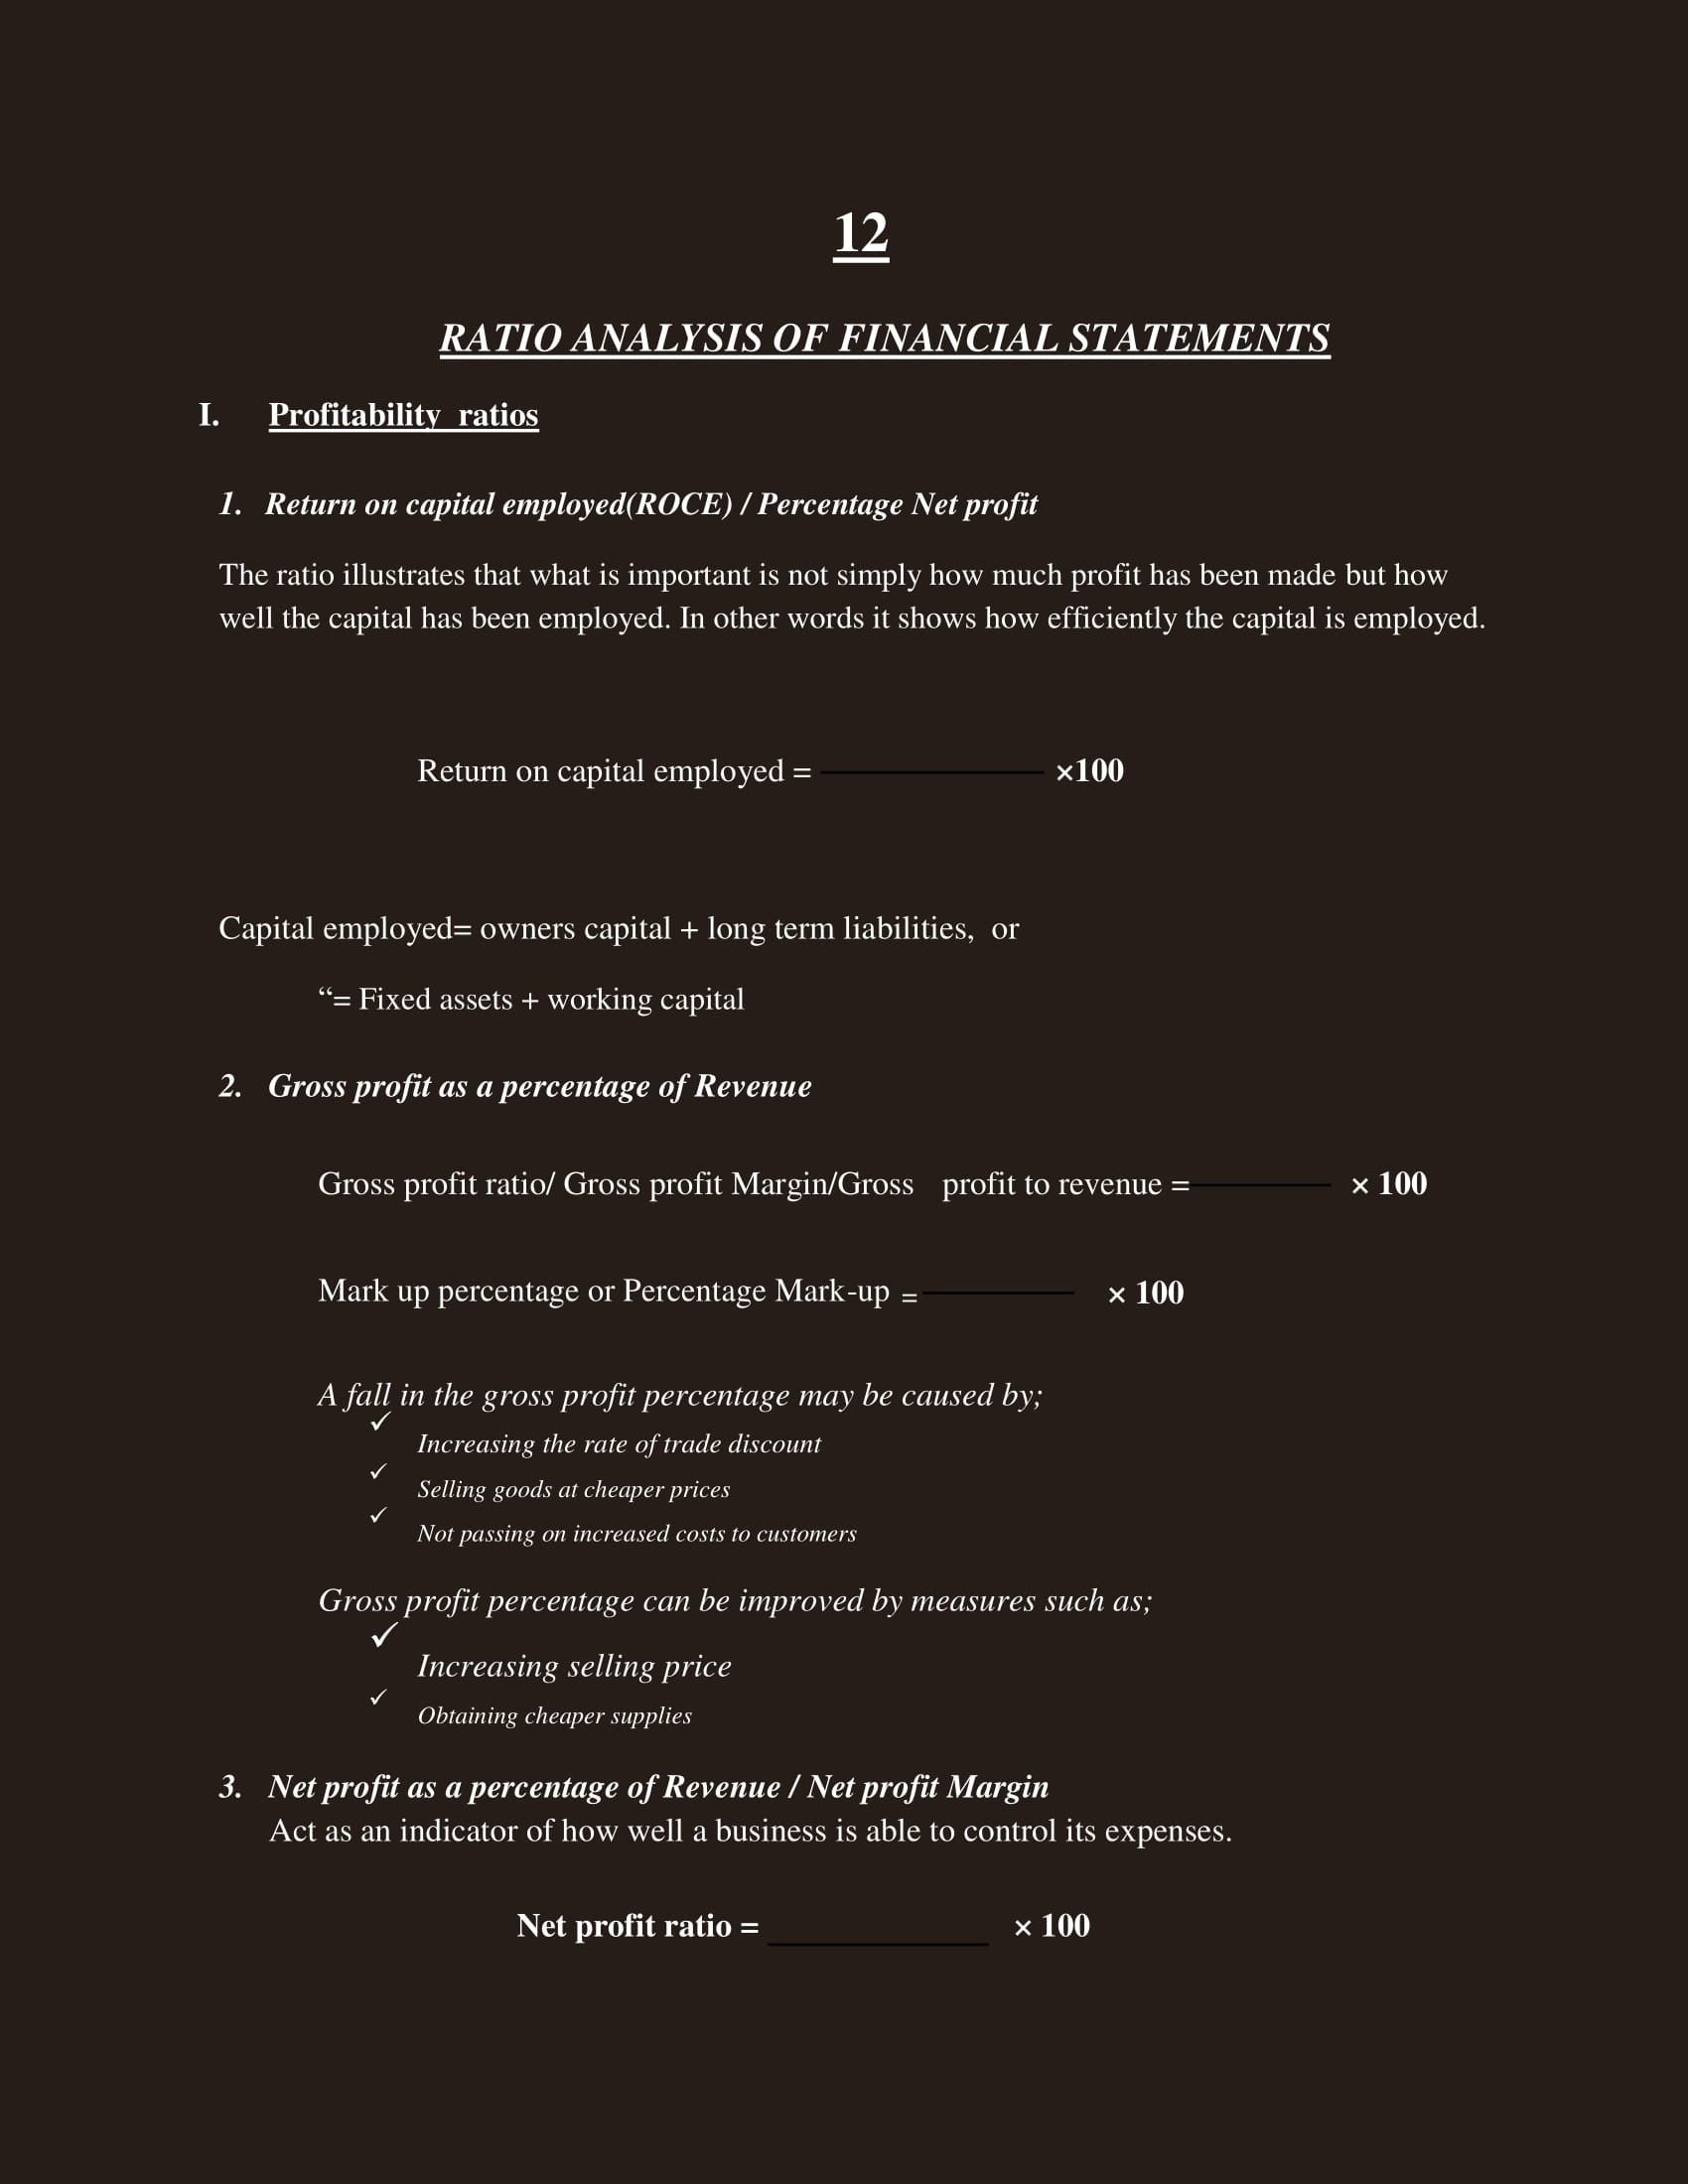 12
RATIO ANALYSIS OF FINANCIAL STATEMENTS
I. Profitability ratios
1. Return on capital employed(ROCE) / Percentage Net profit
The ratio illustrates that what is important is not simply how much profit has been made but how
well the capital has been employed. In other words it shows how efficiently the capital is employed.
Return on capital employed = ×100
Capital employed= owners capital + long term liabilities, or
“= Fixed assets + working capital
2. Gross profit as a percentage of Revenue
Gross profit ratio/ Gross profit Margin/Gross profit to revenue = × 100
Mark up percentage or Percentage Mark-up = × 100
A fall in the gross profit percentage may be caused by;
✓ Increasing the rate of trade discount
✓ Selling goods at cheaper prices
✓ Not passing on increased costs to customers
Gross profit percentage can be improved by measures such as;
✓ Increasing selling price
✓ Obtaining cheaper supplies
3. Net profit as a percentage of Revenue / Net profit Margin
Act as an indicator of how well a business is able to control its expenses.
Net profit ratio = × 100